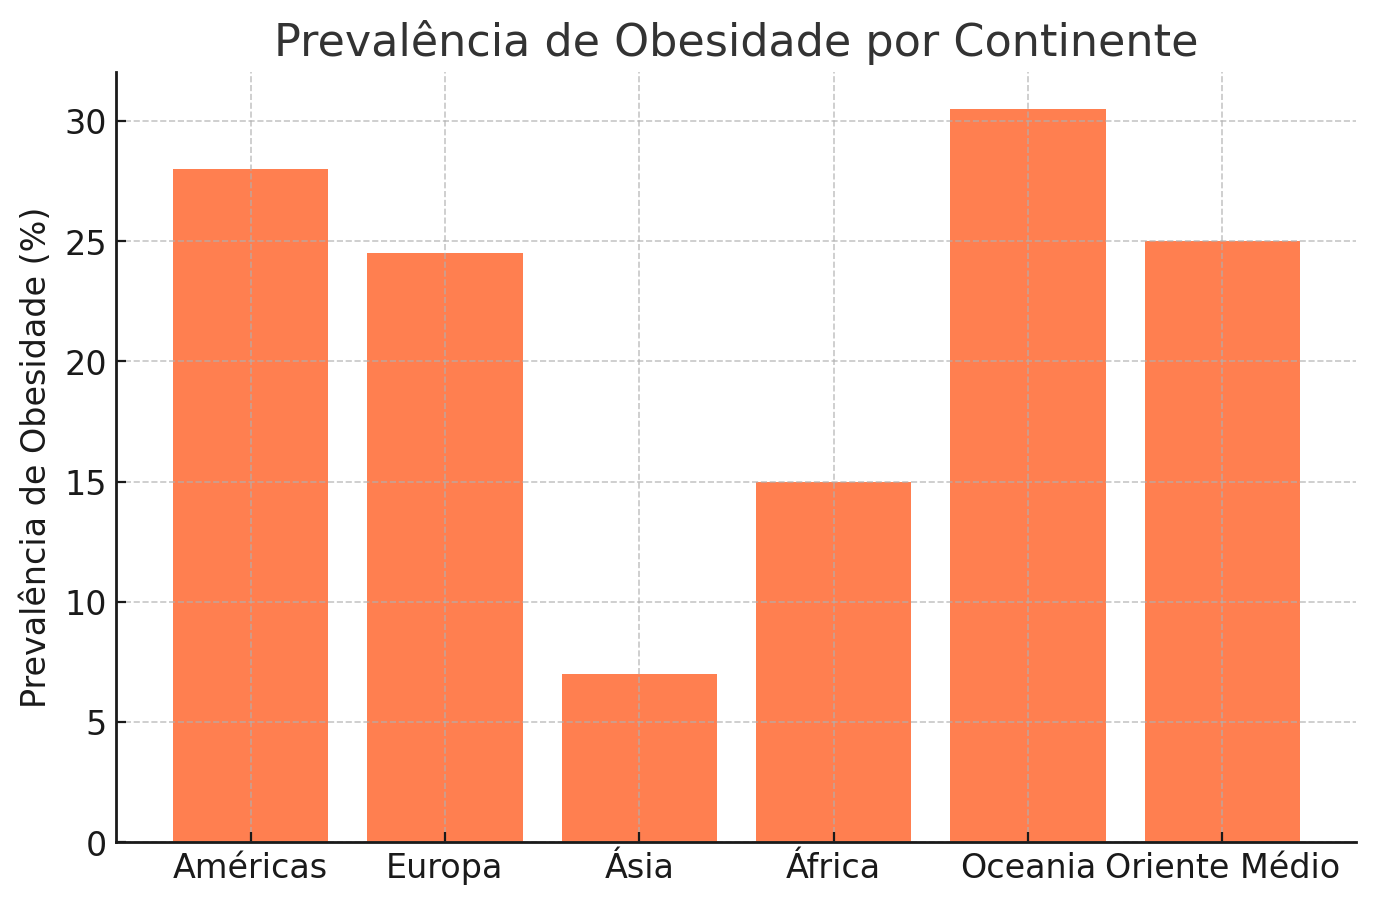 Prevalência de Obesidade por Continente
Prevalência de Obesidade (%)
30
25
20
15
10
5
0
Américas Europa Ásia África Oceania Oriente Médio